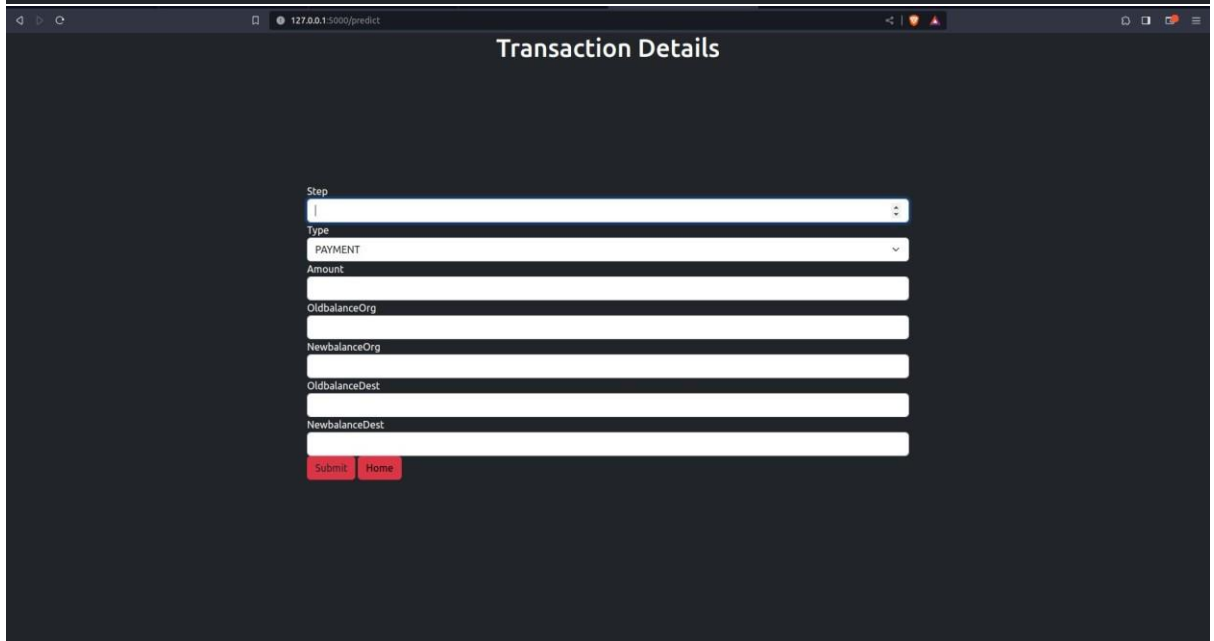 127.0.0.1:5000/predict
Transaction Details
Step
Type
PAYMENT
Amount
OldbalanceOrg
NewbalanceOrg
OldbalanceDest
NewbalanceDest
Submit Home